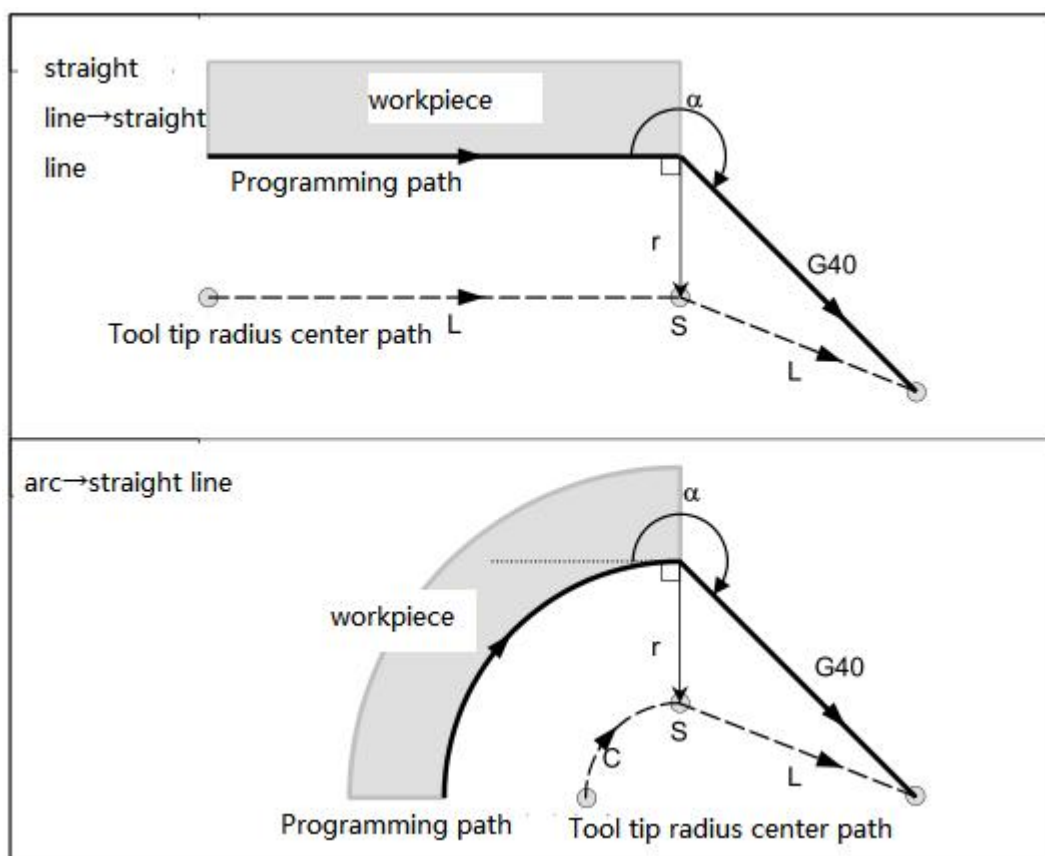 straight
line→straight
line
workpiece
α
Programming path
r
G40
Tool tip radius center path
L
S
L
arc→straight line
α
workpiece
r
G40
S
C
L
Programming path
Tool tip radius center path